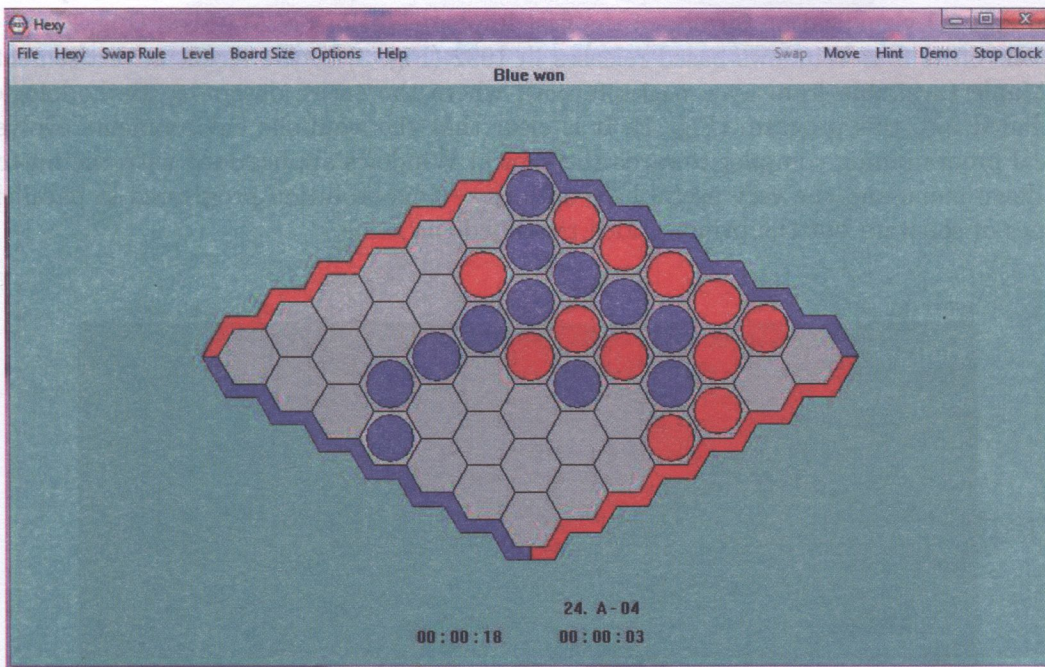 Hexy
File Hexy Swap Rule Level Board Size Options Help Swap Move Hint Demo Stop Clock
Blue won
24. A-04
00:00:18 00:00:03